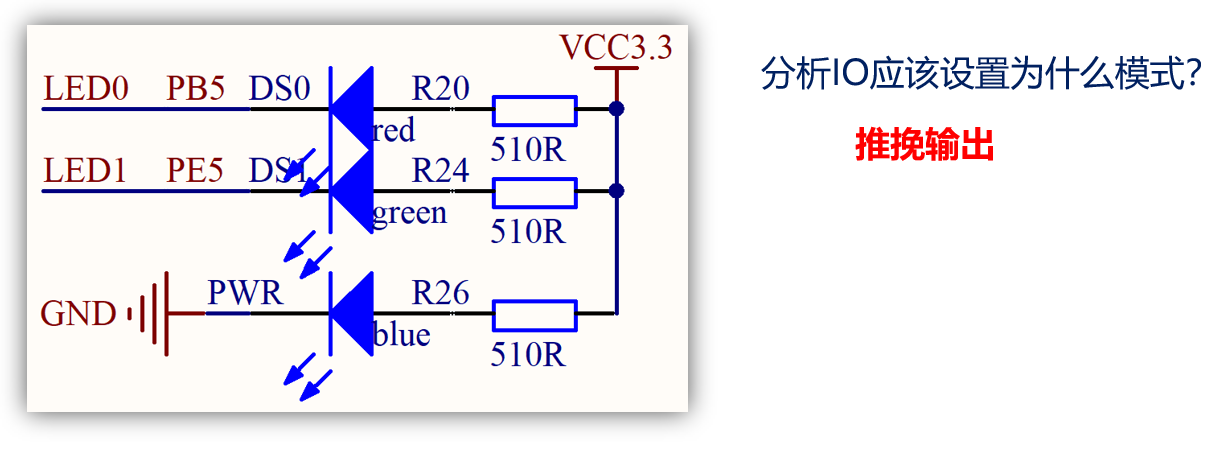 VCC3.3
LED0 PB5 DS0 R20
red
510R
LED1 PE5 DS1 R24
green
510R
GND PWR R26
blue
510R
分析IO应该设置为什么模式?
推挽输出